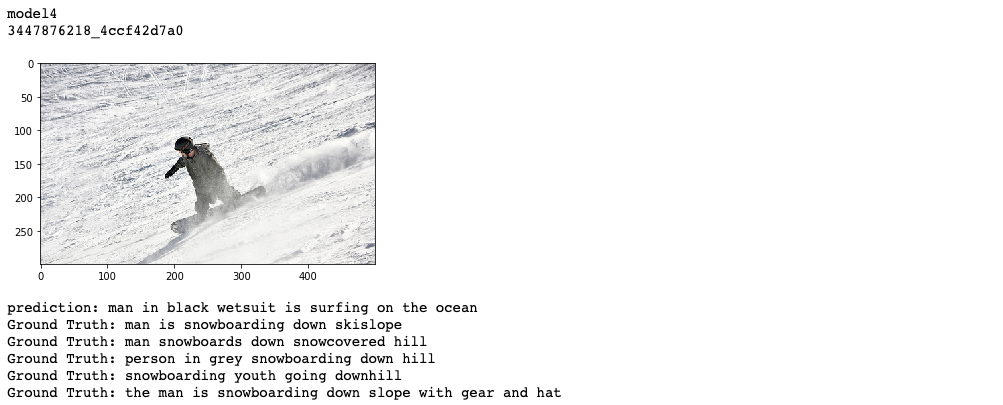 model4
3447876218_4ccf42d7a0
0
50
100
150
200
250
0 100 200 300 400
prediction: man in black wetsuit is surfing on the ocean
Ground Truth: man is snowboarding down skislope
Ground Truth: man snowboards down snowcovered hill
Ground Truth: person in grey snowboarding down hill
Ground Truth: snowboarding youth going downhill
Ground Truth: the man is snowboarding down slope with gear and hat